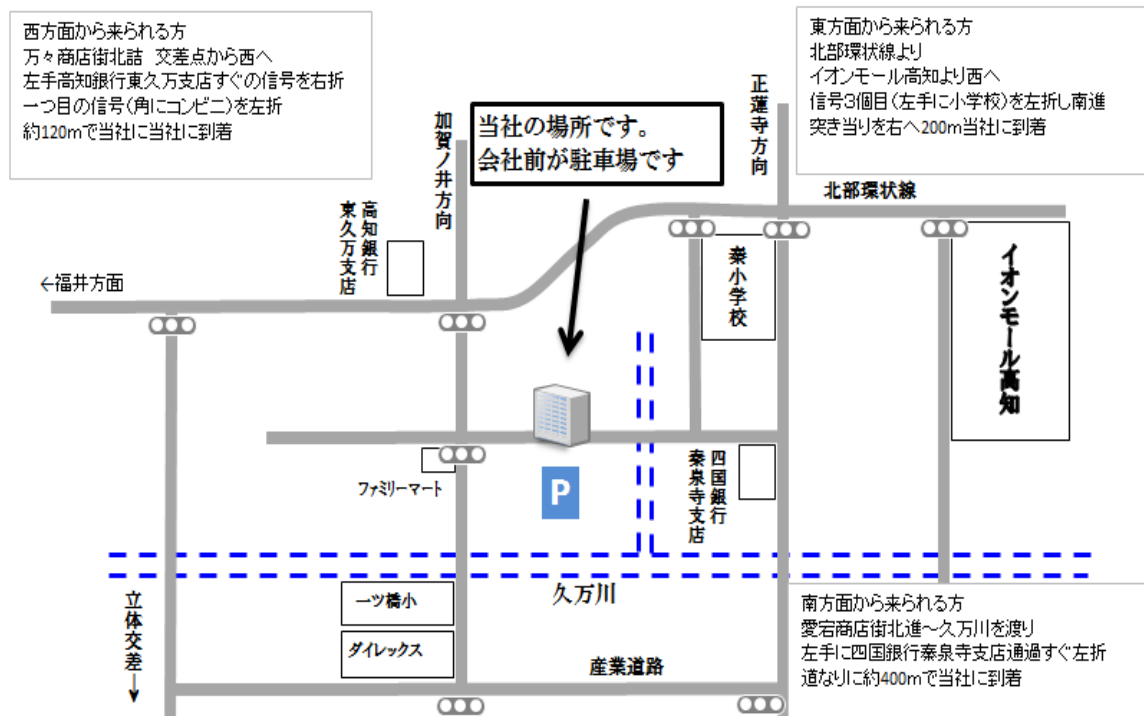 西方面から来られる方
万々商店街北詰　交差点から西へ
左手高知銀行東久万支店すぐの信号を右折
一つ目の信号(角にコンビニ)を左折
約120mで当社に当社に到着
加賀ノ井方向
当社の場所です。
会社前が駐車場です
正蓮寺方向
東方面から来られる方
北部環状線より
イオンモール高知より西へ
信号3個目(左手に小学校)を左折し南進
突き当りを右へ200m当社に到着
北部環状線
高知銀行
東久万支店
←福井方面
秦小学校
イオンモール高知
ファミリーマート
P
四国銀行
秦泉寺支店
立体交差→
一ツ橋小
ダイレックス
久万川
産業道路
南方面から来られる方
愛宕商店街北進～久万川を渡り
左手に四国銀行秦泉寺支店通過すぐ左折
道なりに約400mで当社に到着